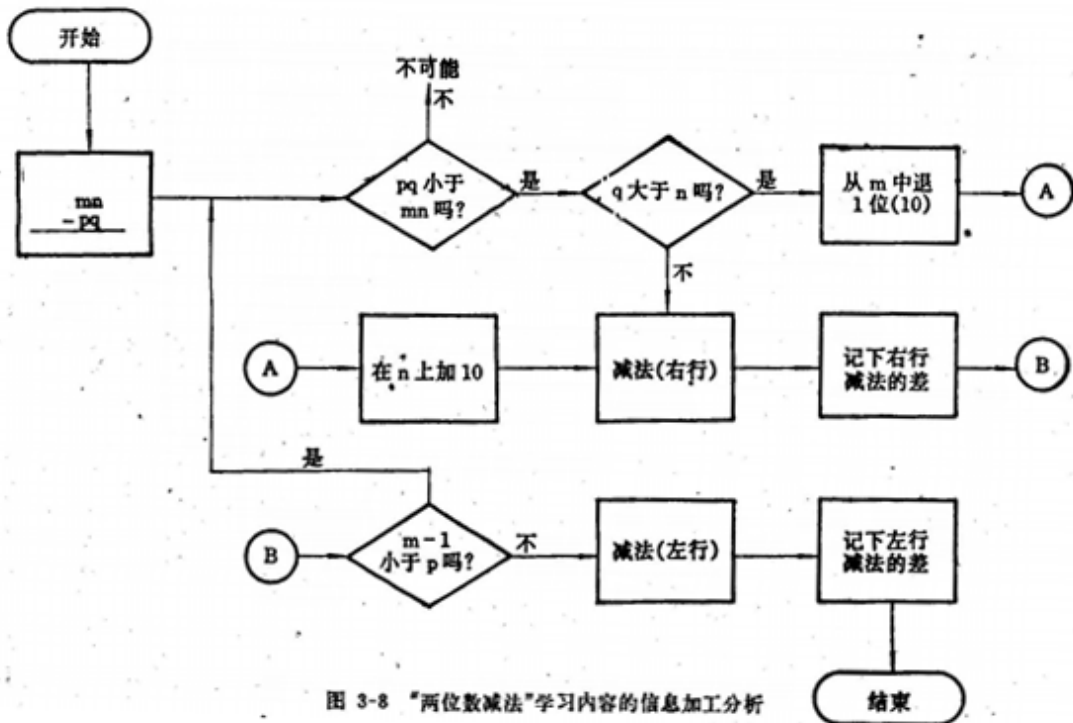 开始
不可能
不
mn
-pq
pq 小于
mn 吗?
是
q 大于 n 吗?
是
从 m 中退
1 位(10)
A
不
A
在 n 上加 10
减法(右行)
记下右行
减法的差
B
是
B
m-1
小于 p 吗?
不
减法(左行)
记下左行
减法的差
结束
图 3-8 “两位数减法”学习内容的信息加工分析